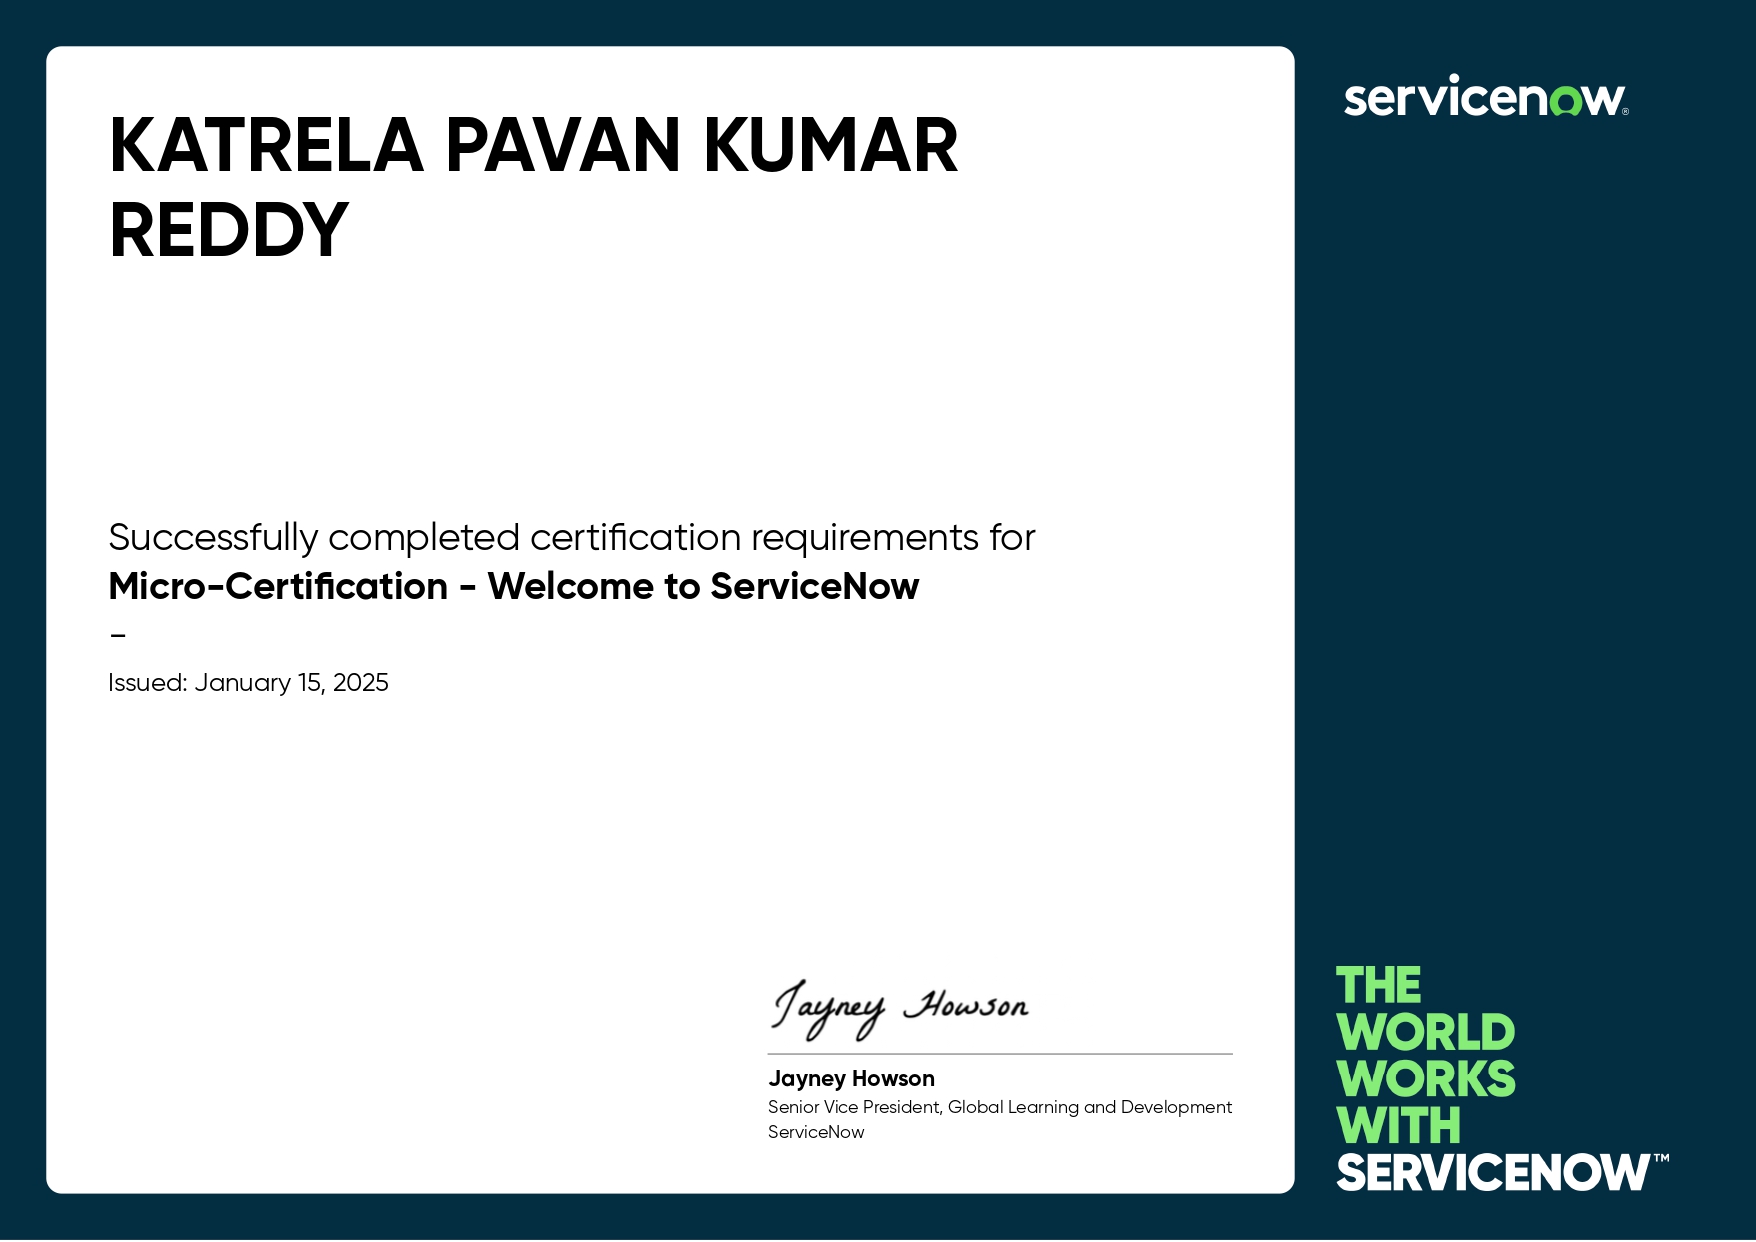 KATRELA PAVAN KUMAR
REDDY
servicenow®
Successfully completed certification requirements for
Micro-Certification - Welcome to ServiceNow
–
Issued: January 15, 2025
Jayney Howson
Jayney Howson
Senior Vice President, Global Learning and Development
ServiceNow
THE
WORLD
WORKS
WITH
SERVICENOW™